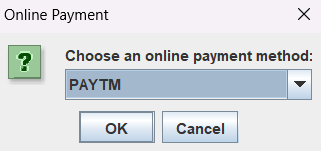 Online Payment
Choose an online payment method:
PAYTM
OK
Cancel